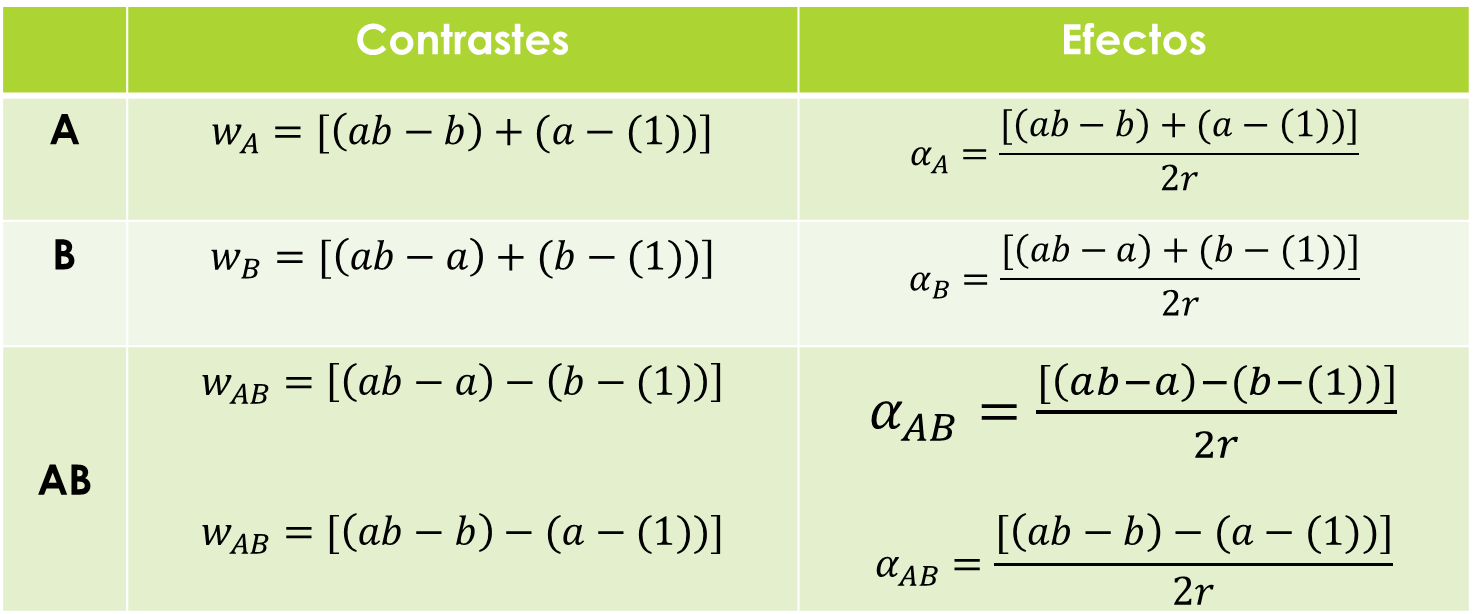 Contrastes Efectos
A w_A = [(ab − b) + (a − (1))] α_A = [(ab − b) + (a − (1))] / 2r
B w_B = [(ab − a) + (b − (1))] α_B = [(ab − a) + (b − (1))] / 2r
AB
w_AB = [(ab − a) − (b − (1))] α_AB = [(ab−a)−(b−(1))] / 2r
w_AB = [(ab − b) − (a − (1))] α_AB = [(ab − b) − (a − (1))] / 2r